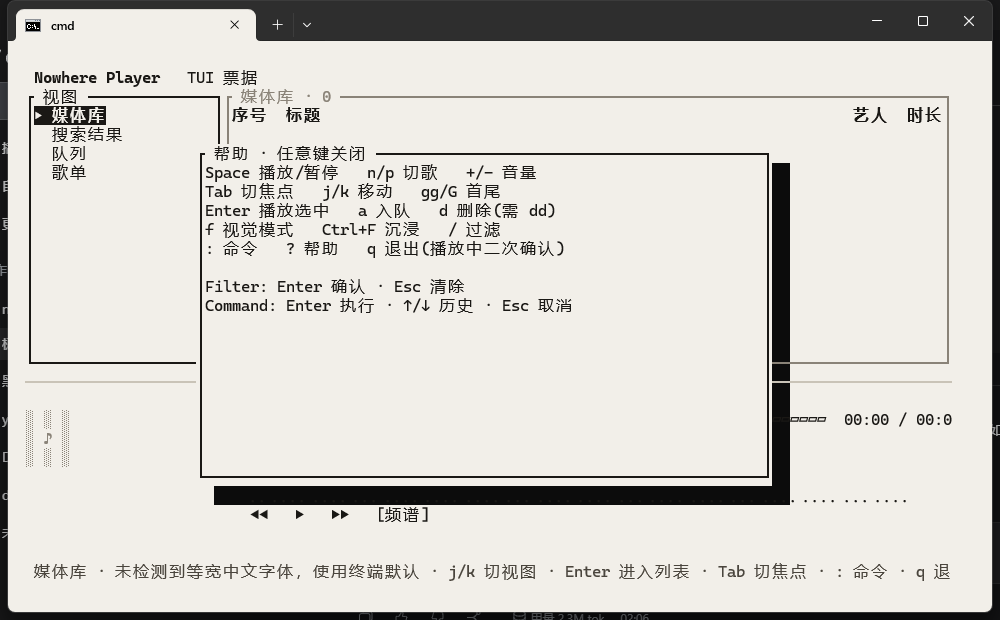 cmd
Nowhere Player TUI 票据
视图
媒体库 · 0
▸ 媒体库
序号 标题 艺人 时长
搜索结果
队列
歌单
帮助 · 任意键关闭
Space 播放/暂停 n/p 切歌 +/- 音量
Tab 切焦点 j/k 移动 gg/G 首尾
Enter 播放选中 a 入队 d 删除(需 dd)
f 视觉模式 Ctrl+F 沉浸 / 过滤
: 命令 ? 帮助 q 退出(播放中二次确认)
Filter: Enter 确认 · Esc 清除
Command: Enter 执行 · ↑/↓ 历史 · Esc 取消
♪
00:00 / 00:0
[频谱]
媒体库 · 未检测到等宽中文字体, 使用终端默认 · j/k 切视图 · Enter 进入列表 · Tab 切焦点 · : 命令 · q 退